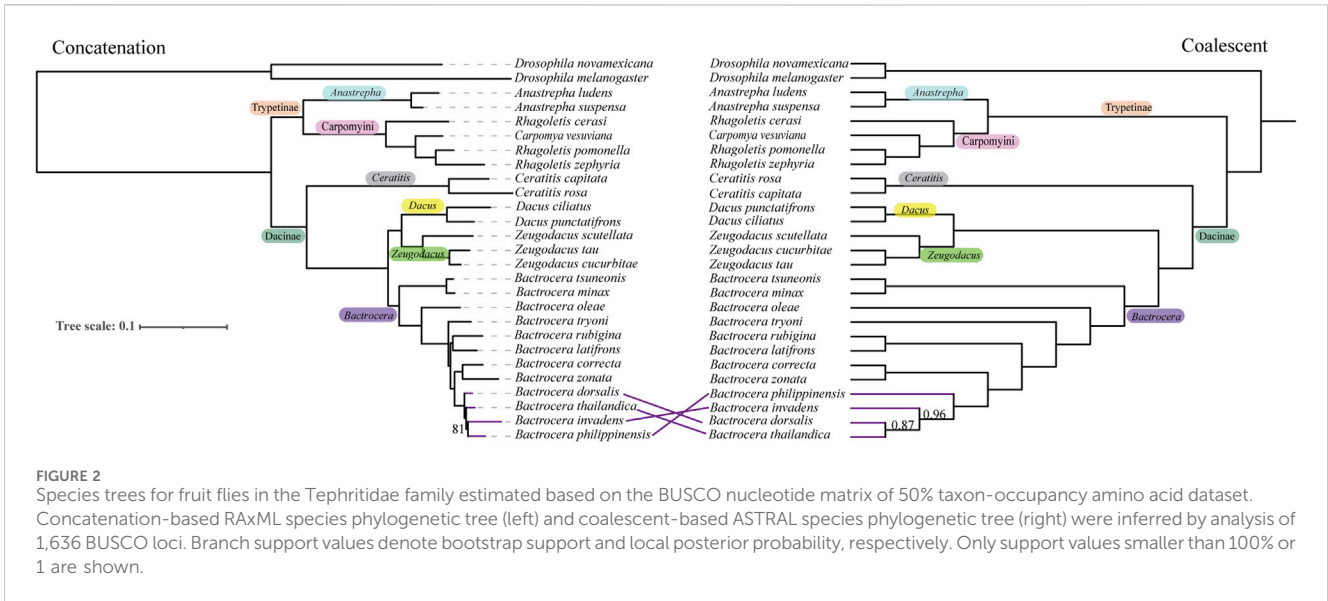 Concatenation
Coalescent
Drosophila novamexicana
Drosophila melanogaster
Anastrepha ludens
Anastrepha suspensa
Rhagoletis cerasi
Carpomya vesuviana
Rhagoletis pomonella
Rhagoletis zephyria
Ceratitis capitata
Ceratitis rosa
Dacus ciliatus
Dacus punctatifrons
Zeugodacus scutellata
Zeugodacus tau
Zeugodacus cucurbitae
Bactrocera tsuneonis
Bactrocera minax
Bactrocera oleae
Bactrocera tryoni
Bactrocera rubigina
Bactrocera latifrons
Bactrocera correcta
Bactrocera zonata
Bactrocera dorsalis
Bactrocera thailandica
Bactrocera invadens
Bactrocera philippinensis
Trypetinae
Anastrepha
Carpomyini
Ceratitis
Dacus
Dacinae
Zeugodacus
Bactrocera
Tree scale: 0.1
81
Drosophila novamexicana
Drosophila melanogaster
Anastrepha ludens
Anastrepha suspensa
Rhagoletis cerasi
Carpomya vesuviana
Rhagoletis pomonella
Rhagoletis zephyria
Ceratitis rosa
Ceratitis capitata
Dacus punctatifrons
Dacus ciliatus
Zeugodacus scutellata
Zeugodacus cucurbitae
Zeugodacus tau
Bactrocera tsuneonis
Bactrocera minax
Bactrocera oleae
Bactrocera tryoni
Bactrocera rubigina
Bactrocera latifrons
Bactrocera correcta
Bactrocera zonata
Bactrocera philippinensis
Bactrocera invadens
Bactrocera dorsalis
Bactrocera thailandica
Anastrepha
Trypetinae
Carpomyini
Ceratitis
Dacus
Dacinae
Zeugodacus
Bactrocera
0.96
0.87
FIGURE 2
Species trees for fruit flies in the Tephritidae family estimated based on the BUSCO nucleotide matrix of 50% taxon-occupancy amino acid dataset.
Concatenation-based RAxML species phylogenetic tree (left) and coalescent-based ASTRAL species phylogenetic tree (right) were inferred by analysis of
1,636 BUSCO loci. Branch support values denote bootstrap support and local posterior probability, respectively. Only support values smaller than 100% or
1 are shown.